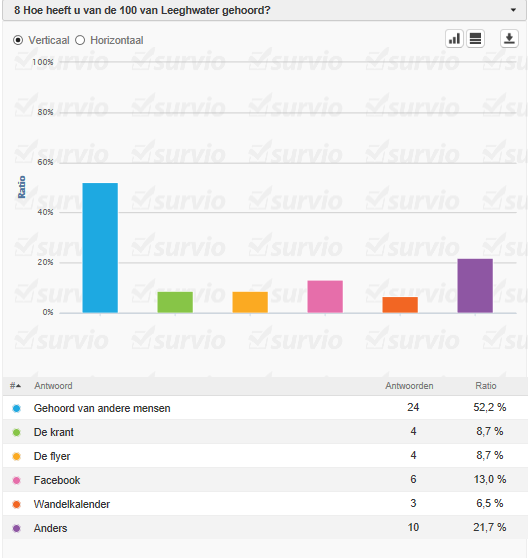 8 Hoe heeft u van de 100 van Leeghwater gehoord?
Verticaal Horizontaal
100%
80%
60%
40%
20%
0%
Ratio
survio
# Antwoord Antwoorden Ratio
Gehoord van andere mensen 24 52,2 %
De krant 4 8,7 %
De flyer 4 8,7 %
Facebook 6 13,0 %
Wandelkalender 3 6,5 %
Anders 10 21,7 %